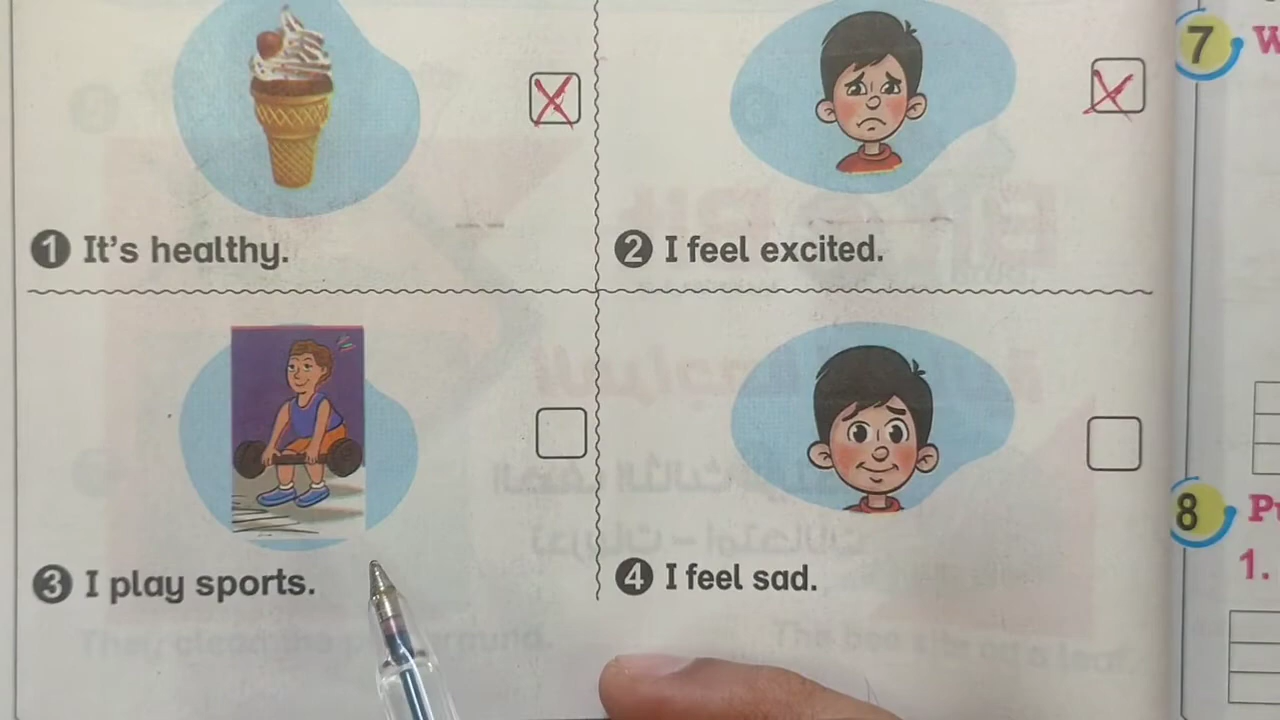 7 W
1 It's healthy.
2 I feel excited.
3 I play sports.
4 I feel sad.
8
1.